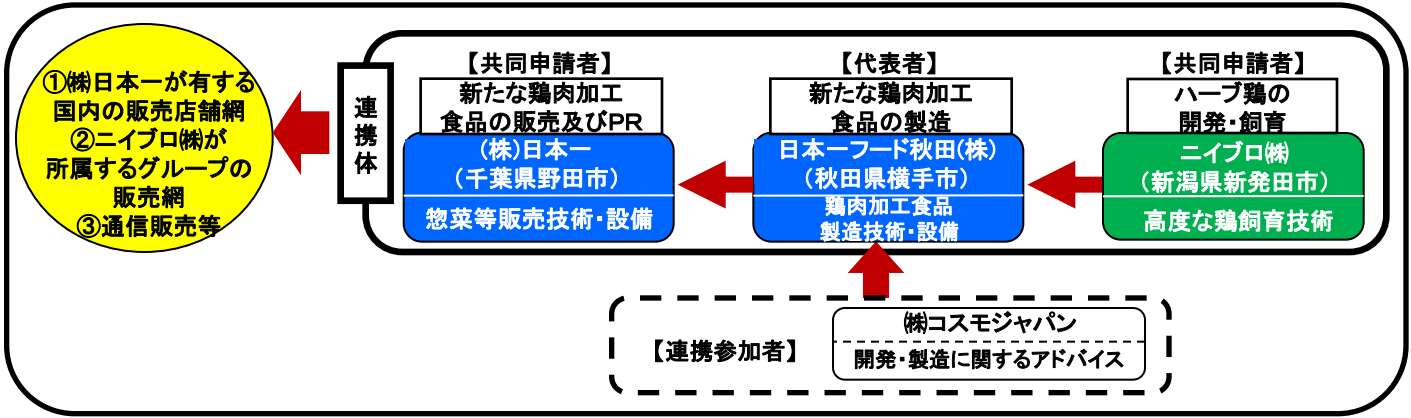 ①㈱日本一が有する
国内の販売店舗網
②ニイブロ㈱が
所属するグループの
販売網
③通信販売等
連携体
【共同申請者】
新たな鶏肉加工
食品の販売及びPR
(株)日本一
(千葉県野田市)
惣菜等販売技術・設備
【代表者】
新たな鶏肉加工
食品の製造
日本一フード秋田(株)
(秋田県横手市)
鶏肉加工食品
製造技術・設備
【共同申請者】
ハーブ鶏の
開発・飼育
ニイブロ㈱
(新潟県新発田市)
高度な鶏飼育技術
【連携参加者】
㈱コスモジャパン
開発・製造に関するアドバイス